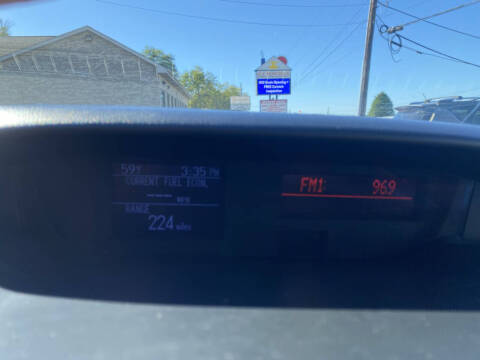 59°F 3:35 PM
CURRENT FUEL ECON.
MPG
RANGE
224 miles
FM1: 96.9